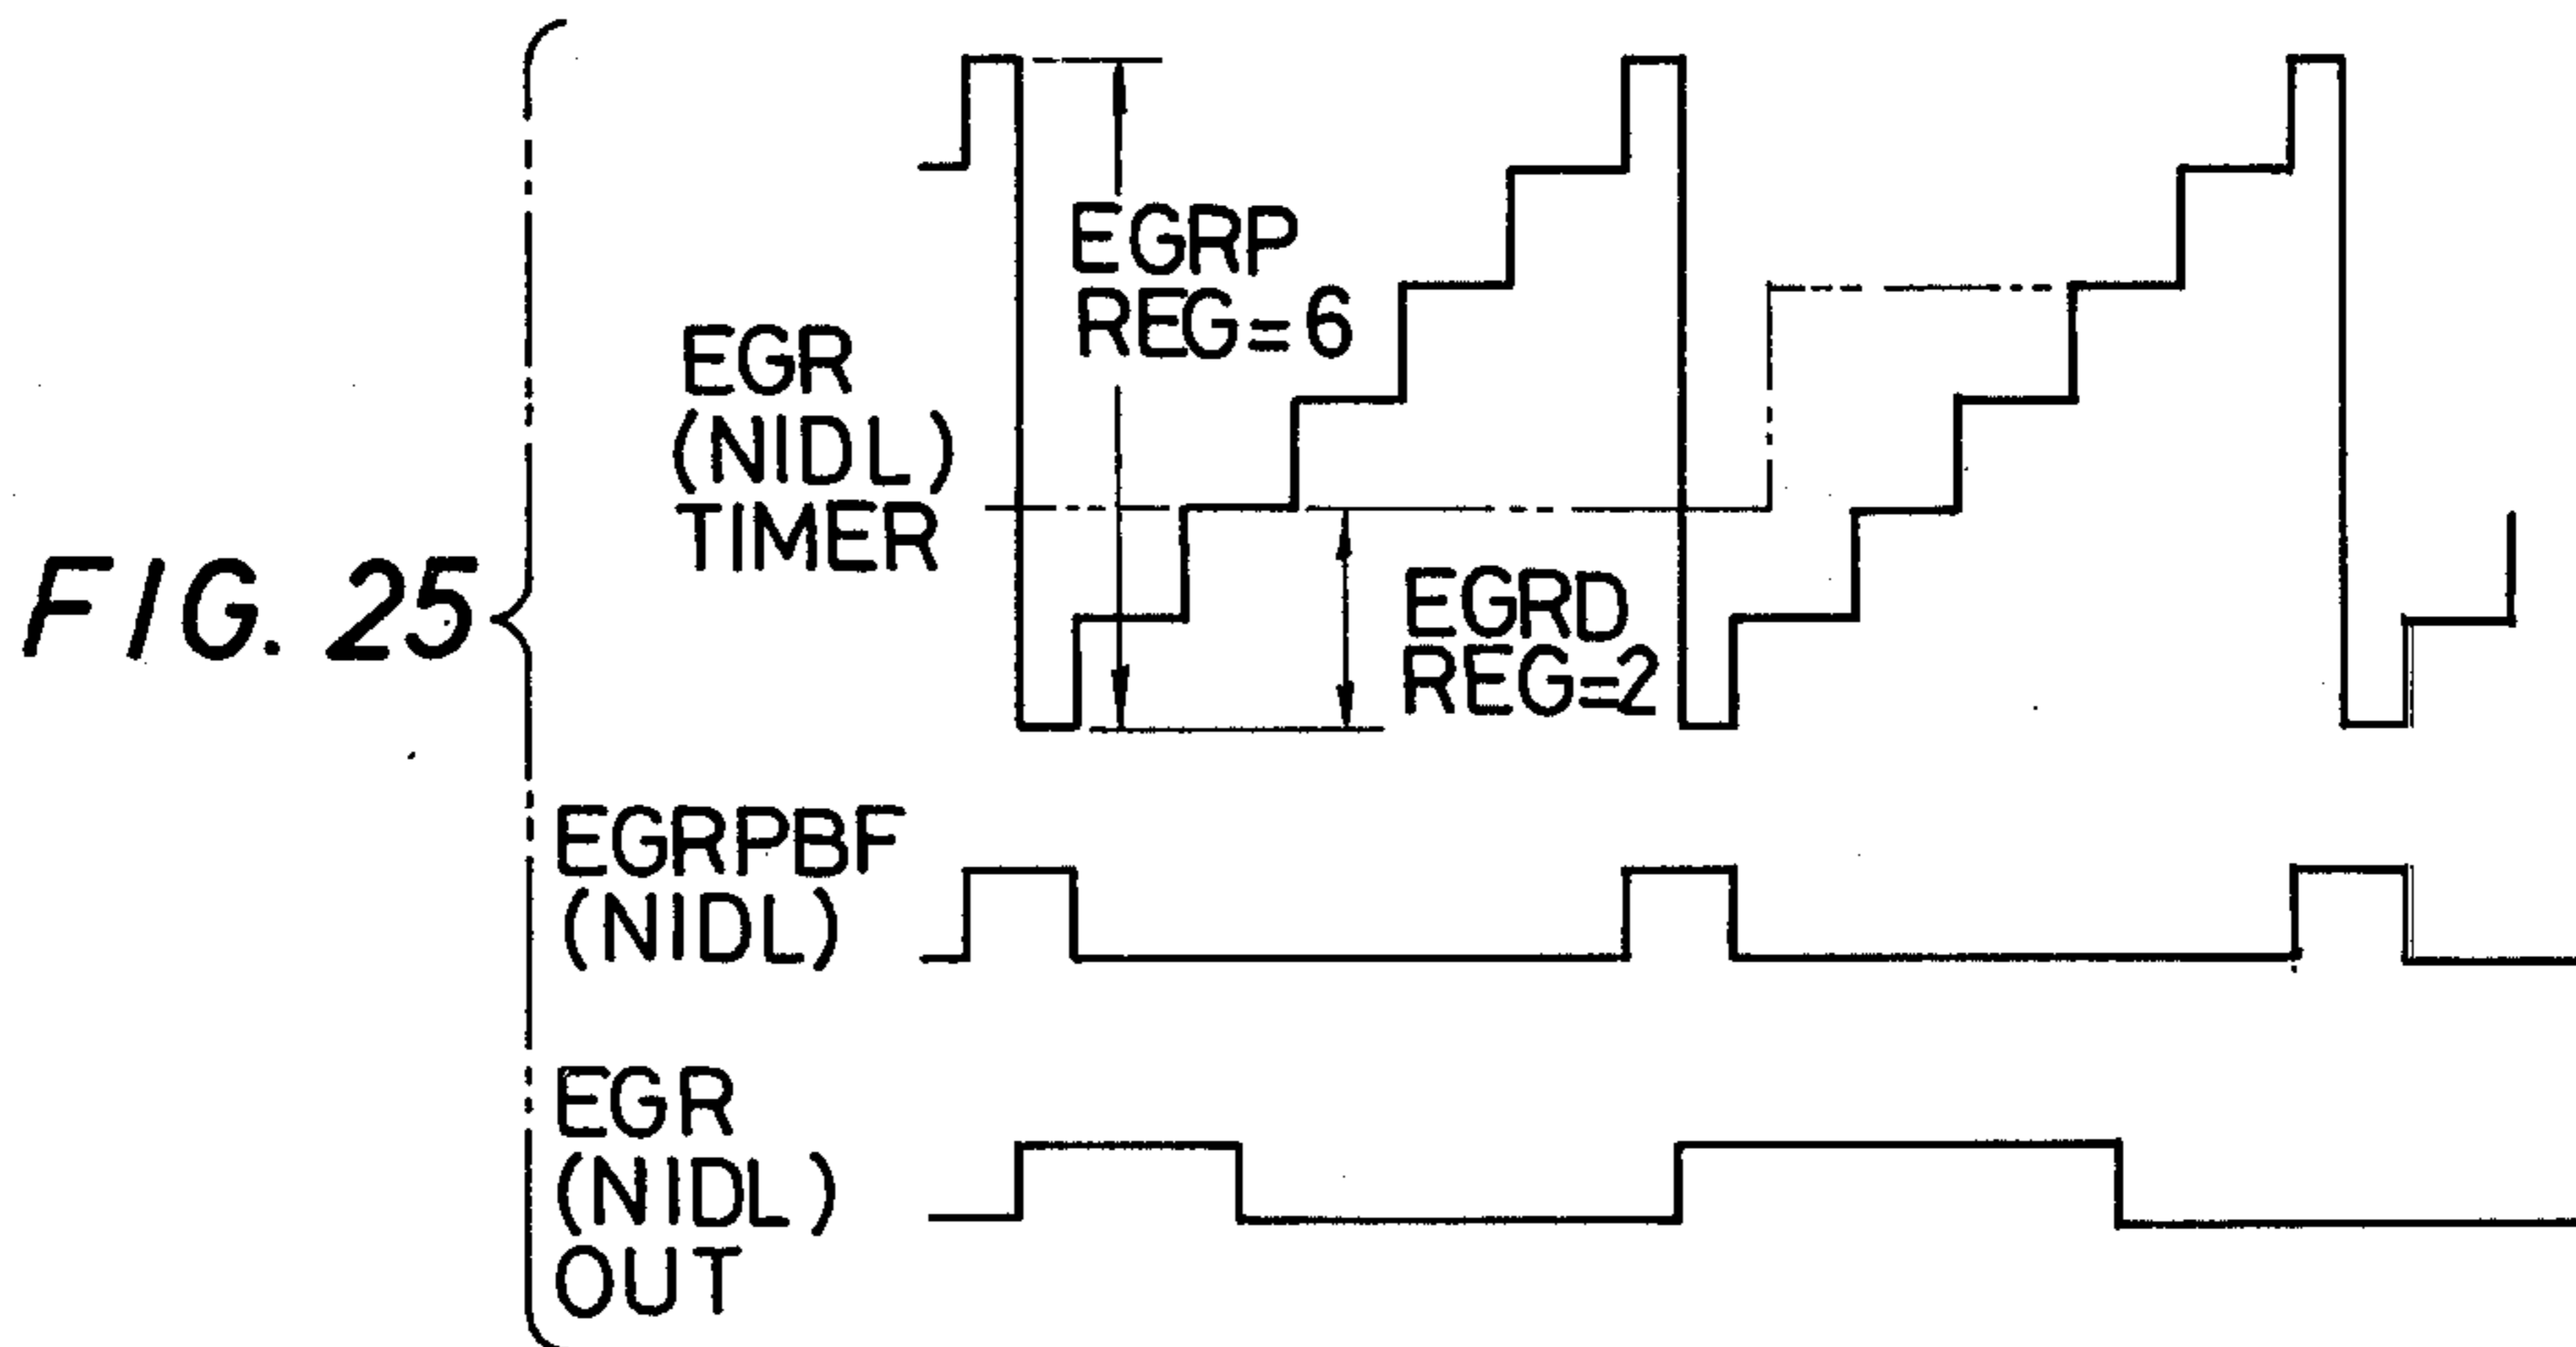 FIG. 25
EGR
(NIDL)
TIMER
EGRP
REG=6
EGRD
REG=2
EGRPBF
(NIDL)
EGR
(NIDL)
OUT